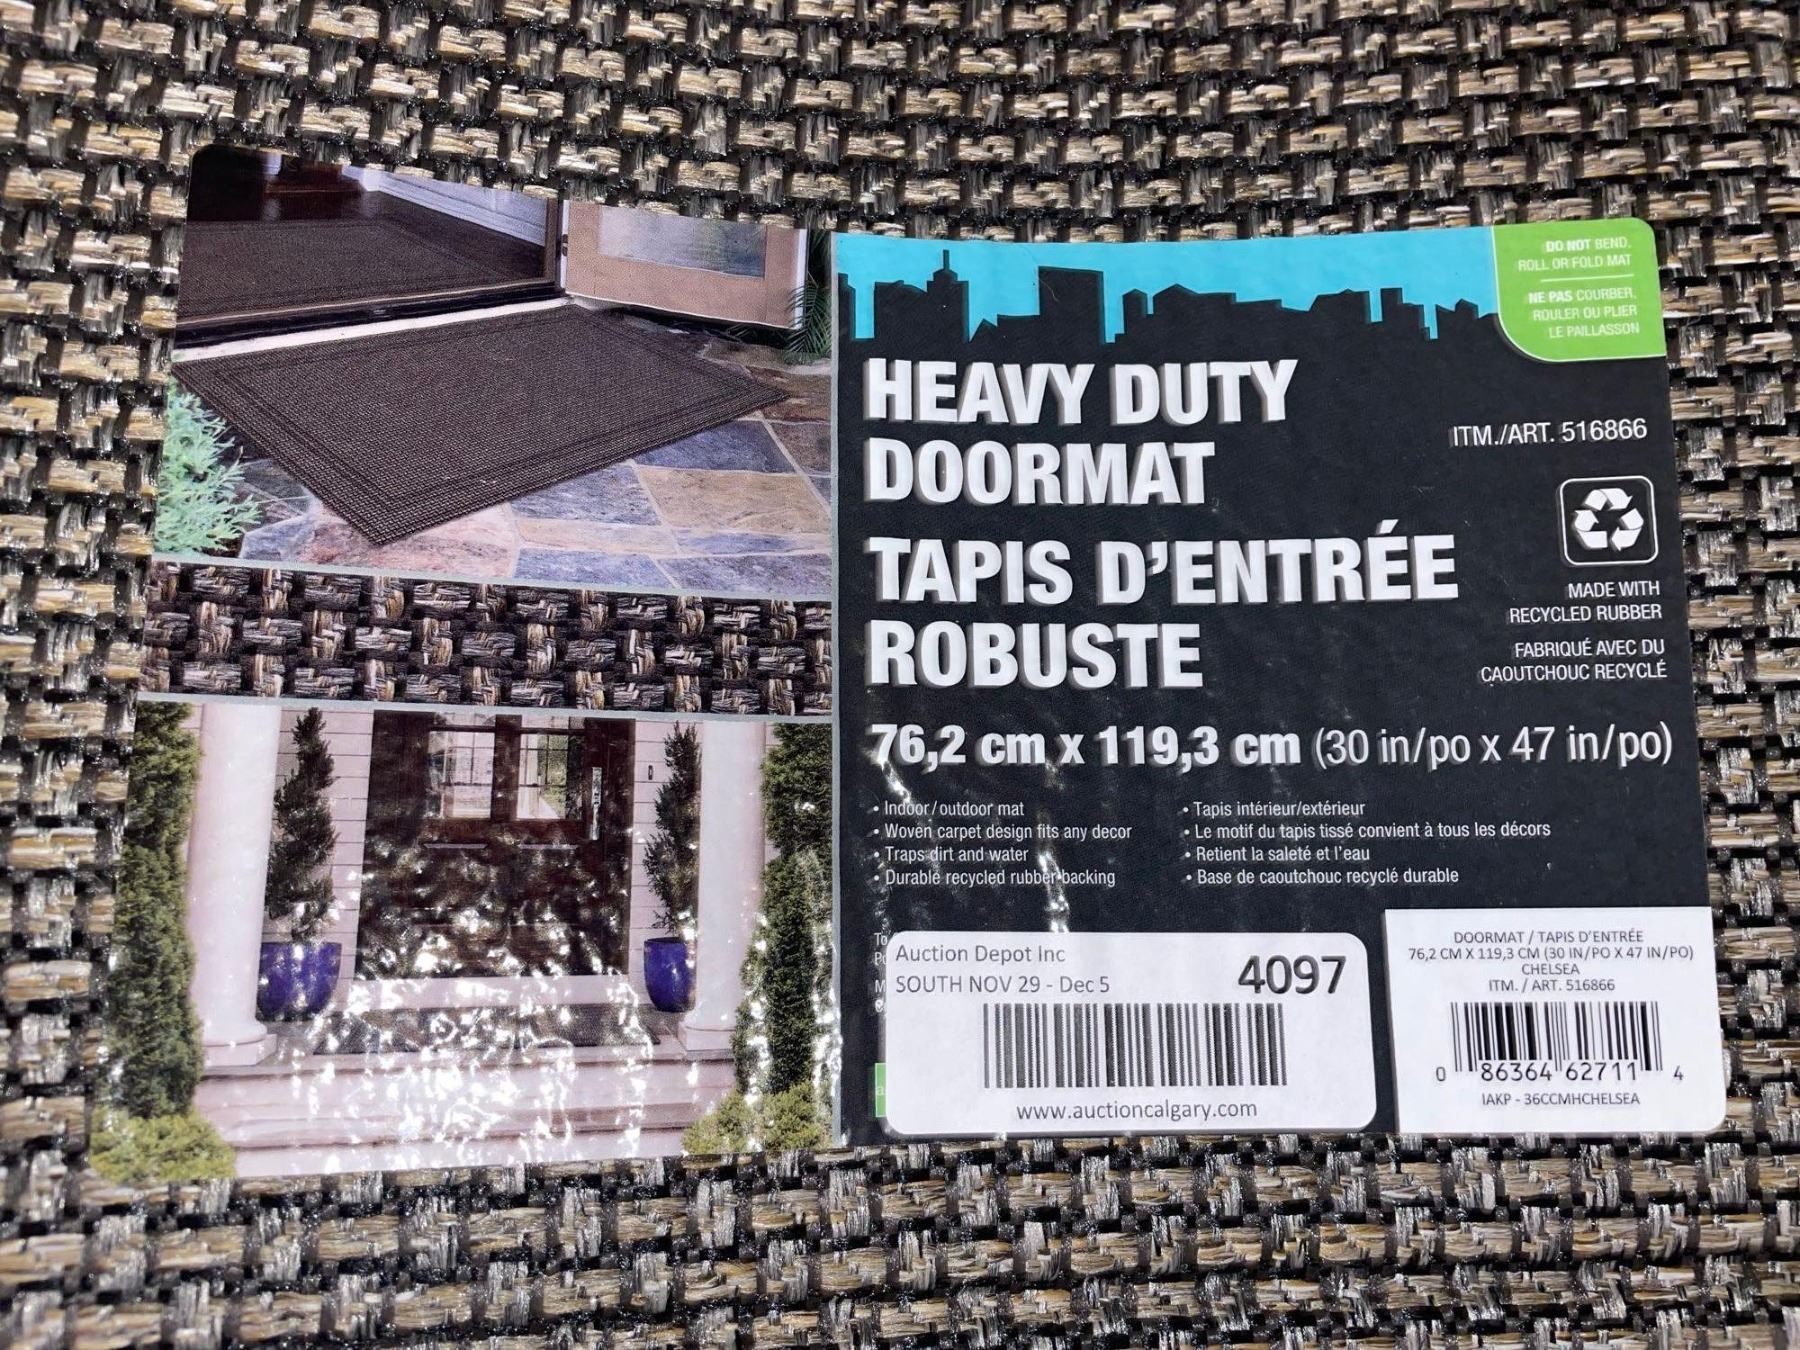 DO NOT BEND,
ROLL OR FOLD MAT
NE PAS COURBER,
ROULER OU PLIER
LE PAILLASSON
HEAVY DUTY
DOORMAT
ITM./ART. 516866
TAPIS D'ENTRÉE
ROBUSTE
MADE WITH
RECYCLED RUBBER
FABRIQUÉ AVEC DU
CAOUTCHOUC RECYCLÉ
76,2 cm x 119,3 cm (30 in/po x 47 in/po)
• Indoor/outdoor mat
• Woven carpet design fits any decor
• Traps dirt and water
• Durable recycled rubber backing
• Tapis intérieur/extérieur
• Le motif du tapis tissé convient à tous les décors
• Retient la saleté et l'eau
• Base de caoutchouc recyclé durable
Auction Depot Inc
SOUTH NOV 29 - Dec 5
4097
www.auctioncalgary.com
DOORMAT / TAPIS D'ENTRÉE
76,2 CM X 119,3 CM (30 IN/PO X 47 IN/PO)
CHELSEA
ITM. / ART. 516866
0 86364 62711 4
IAKP - 36CCMHCHELSEA